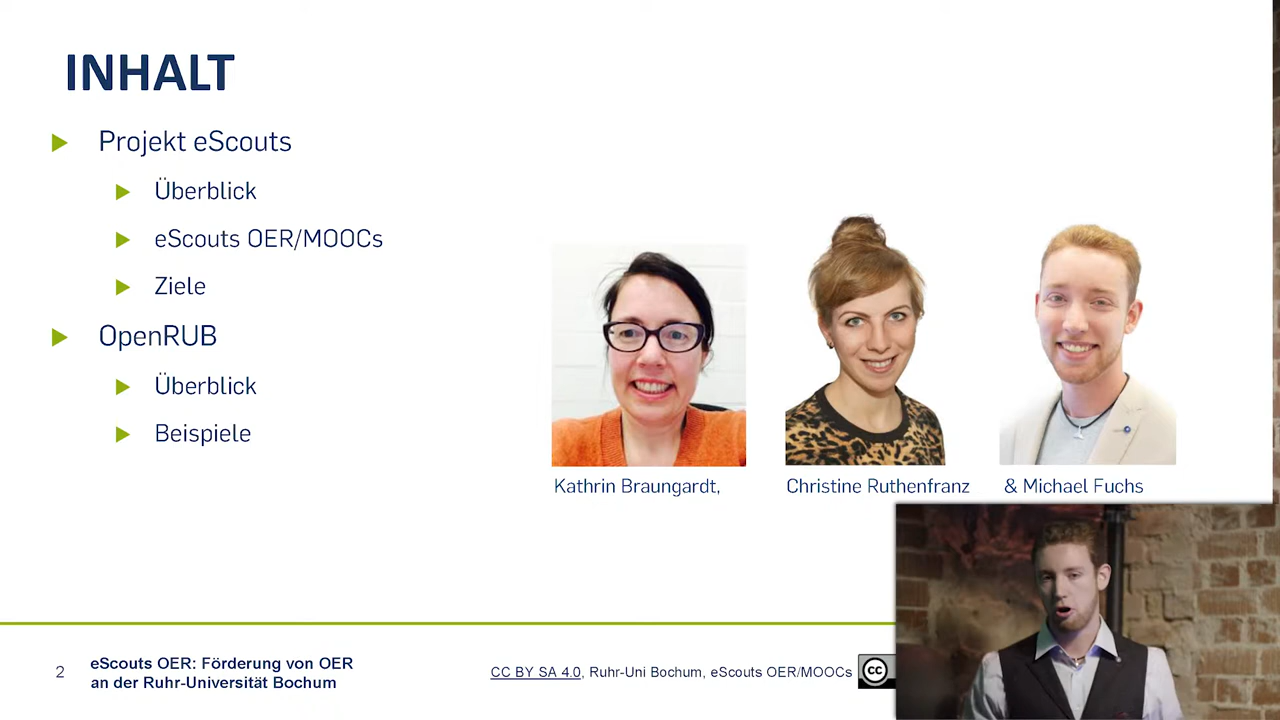 INHALT
Projekt eScouts
Überblick
eScouts OER/MOOCs
Ziele
OpenRUB
Überblick
Beispiele
Kathrin Braungardt,
Christine Ruthenfranz
& Michael Fuchs
2
eScouts OER: Förderung von OER
an der Ruhr-Universität Bochum
CC BY SA 4.0, Ruhr-Uni Bochum, eScouts OER/MOOCs
cc